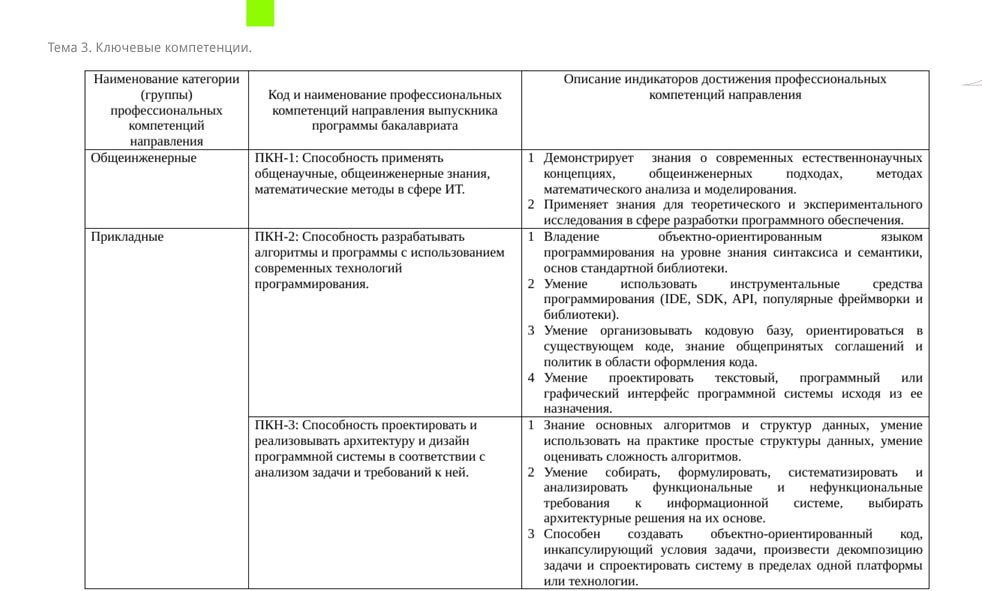 Тема 3. Ключевые компетенции.
Наименование категории
(группы)
профессиональных
компетенций
направления
Код и наименование профессиональных
компетенций направления выпускника
программы бакалавриата
Описание индикаторов достижения профессиональных
компетенций направления
Общеинженерные
ПКН-1: Способность применять
общенаучные, общеинженерные знания,
математические методы в сфере ИТ.
1 Демонстрирует знания о современных естественнонаучных
концепциях, общеинженерных подходах, методах
математического анализа и моделирования.
2 Применяет знания для теоретического и экспериментального
исследования в сфере разработки программного обеспечения.
Прикладные
ПКН-2: Способность разрабатывать
алгоритмы и программы с использованием
современных технологий
программирования.
1 Владение объектно-ориентированным языком
программирования на уровне знания синтаксиса и семантики,
основ стандартной библиотеки.
2 Умение использовать инструментальные средства
программирования (IDE, SDK, API, популярные фреймворки и
библиотеки).
3 Умение организовывать кодовую базу, ориентироваться в
существующем коде, знание общепринятых соглашений и
политик в области оформления кода.
4 Умение проектировать текстовый, программный или
графический интерфейс программной системы исходя из ее
назначения.
ПКН-3: Способность проектировать и
реализовывать архитектуру и дизайн
программной системы в соответствии с
анализом задачи и требований к ней.
1 Знание основных алгоритмов и структур данных, умение
использовать на практике простые структуры данных, умение
оценивать сложность алгоритмов.
2 Умение собирать, формулировать, систематизировать и
анализировать функциональные и нефункциональные
требования к информационной системе, выбирать
архитектурные решения на их основе.
3 Способен создавать объектно-ориентированный код,
инкапсулирующий условия задачи, произвести декомпозицию
задачи и спроектировать систему в пределах одной платформы
или технологии.